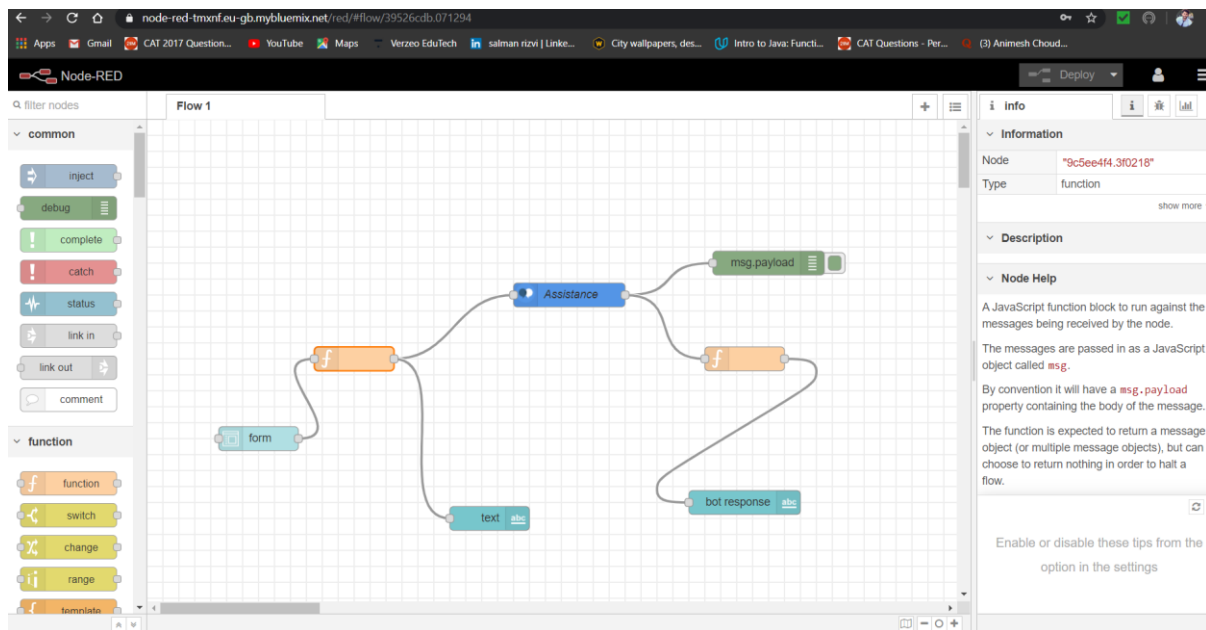 node-red-tmxnf.eu-gb.mybluemix.net/red/#flow/39526cdb.071294
Apps Gmail CAT 2017 Question... YouTube Maps Verzeo EduTech salman rizvi | Linke... City wallpapers, des... Intro to Java: Functi... CAT Questions - Per... (3) Animesh Choud...
Node-RED Deploy
filter nodes Flow 1 i info
common
inject
debug
complete
catch
status
link in
link out
comment
function
function
switch
change
range
template
msg.payload
Assistance
form
text abc
bot response abc
Information
Node "9c5ee4f4.3f0218"
Type function
show more
Description
Node Help
A JavaScript function block to run against the
messages being received by the node.
The messages are passed in as a JavaScript
object called msg.
By convention it will have a msg.payload
property containing the body of the message.
The function is expected to return a message
object (or multiple message objects), but can
choose to return nothing in order to halt a
flow.
Enable or disable these tips from the
option in the settings